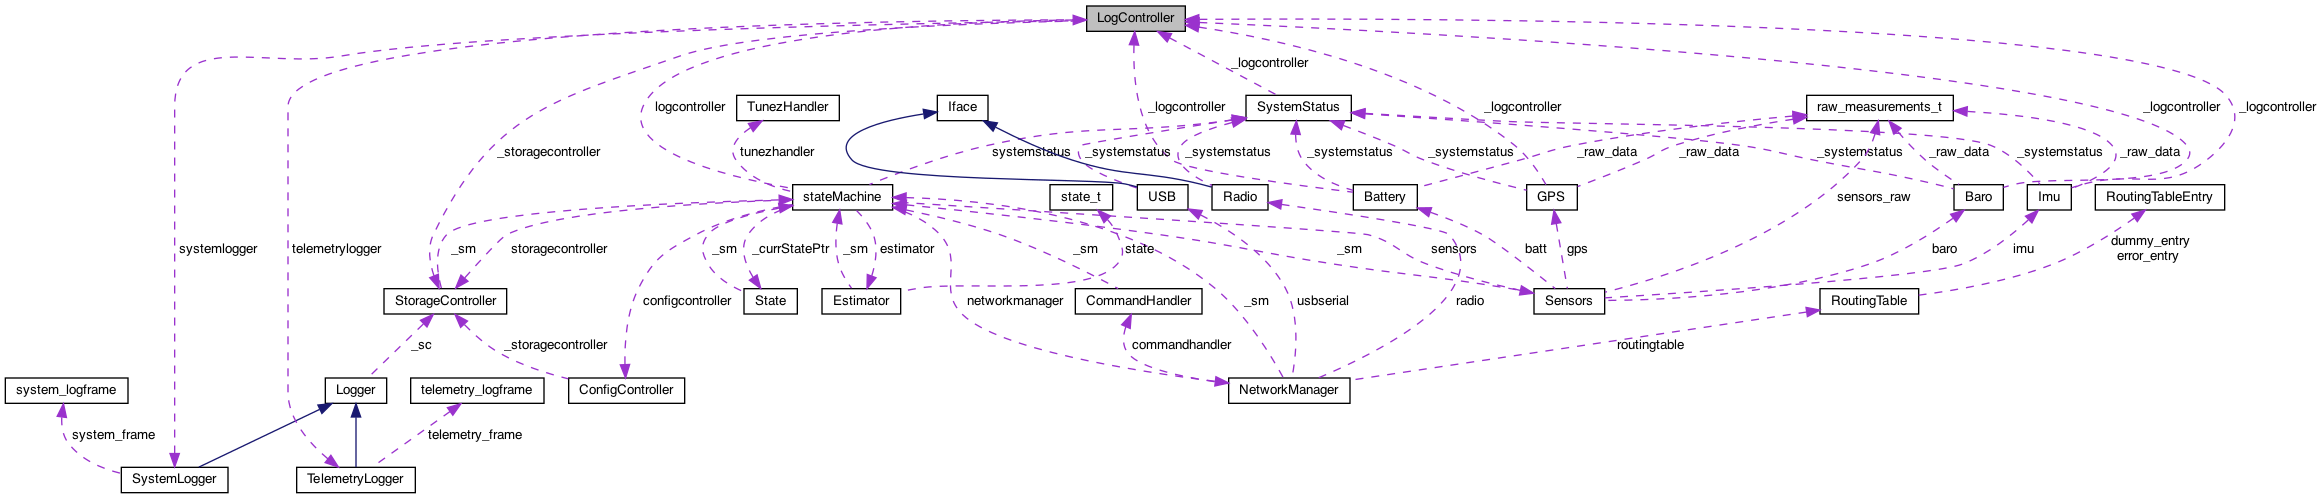 LogController
_logcontroller
TunezHandler
Iface
SystemStatus
raw_measurements_t
logcontroller
_logcontroller
_logcontroller
_logcontroller
_logcontroller
_storagecontroller
tunezhandler
systemstatus
_systemstatus
_systemstatus
_systemstatus
_systemstatus
_raw_data
_raw_data
_systemstatus
_raw_data
_systemstatus
_raw_data
stateMachine
state_t
USB
Radio
Battery
GPS
Baro
Imu
RoutingTableEntry
sensors_raw
systemlogger
telemetrylogger
_sm
storagecontroller
_sm
_currStatePtr
_sm
estimator
_sm
state
sensors
_sm
batt
gps
baro
imu
dummy_entry
error_entry
StorageController
configcontroller
State
Estimator
networkmanager
CommandHandler
_sm
usbserial
radio
Sensors
RoutingTable
_sc
_storagecontroller
commandhandler
routingtable
system_logframe
Logger
telemetry_logframe
ConfigController
NetworkManager
system_frame
telemetry_frame
SystemLogger
TelemetryLogger